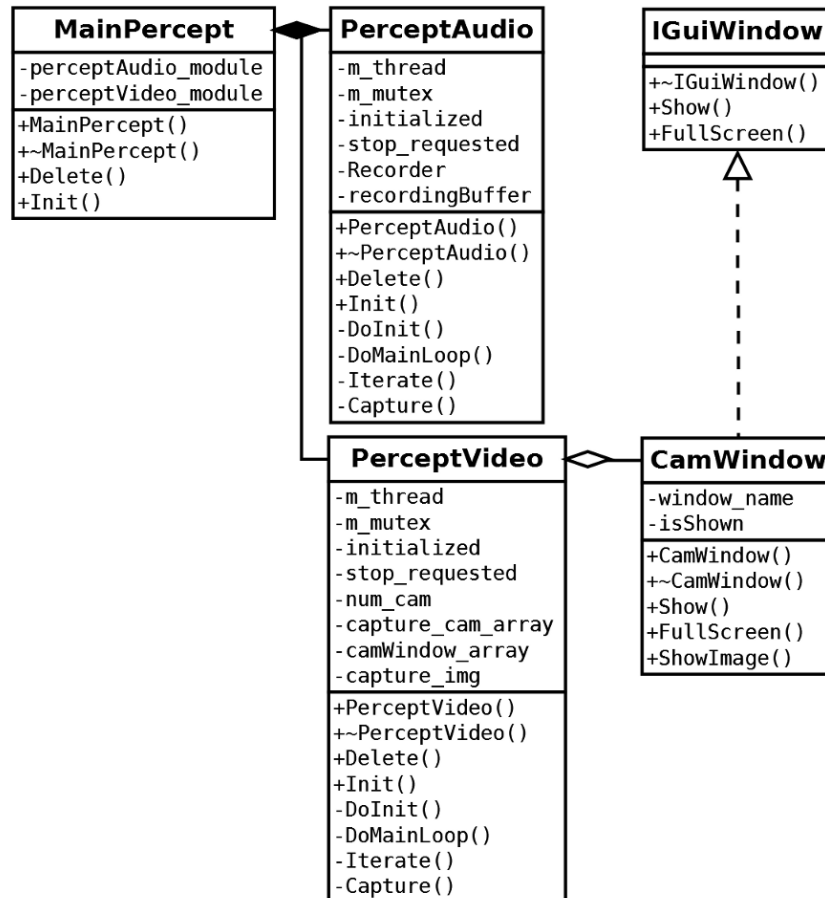 MainPercept
-perceptAudio_module
-perceptVideo_module
+MainPercept()
+~MainPercept()
+Delete()
+Init()
PerceptAudio
-m_thread
-m_mutex
-initialized
-stop_requested
-Recorder
-recordingBuffer
+PerceptAudio()
+~PerceptAudio()
+Delete()
+Init()
-DoInit()
-DoMainLoop()
-Iterate()
-Capture()
IGuiWindow
+~IGuiWindow()
+Show()
+FullScreen()
PerceptVideo
-m_thread
-m_mutex
-initialized
-stop_requested
-num_cam
-capture_cam_array
-camWindow_array
-capture_img
+PerceptVideo()
+~PerceptVideo()
+Delete()
+Init()
-DoInit()
-DoMainLoop()
-Iterate()
-Capture()
CamWindow
-window_name
-isShown
+CamWindow()
+~CamWindow()
+Show()
+FullScreen()
+ShowImage()